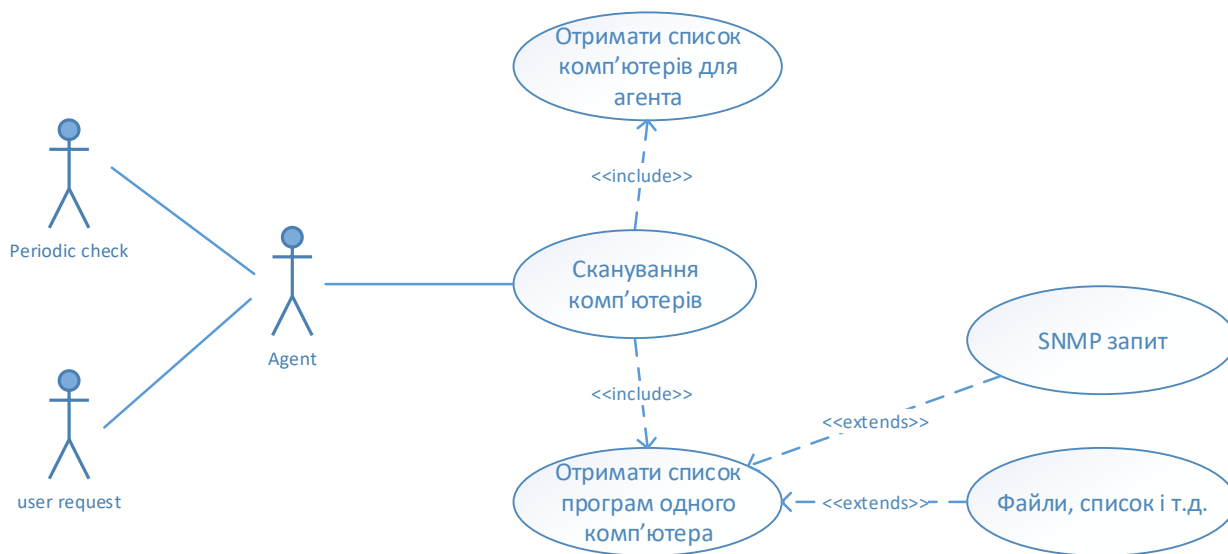 Отримати список
комп’ютерів для
агента
<<include>>
Periodic check
Сканування
комп’ютерів
Agent
SNMP запит
<<include>>
<<extends>>
user request
Отримати список
програм одного
комп’ютера
<<extends>>
Файли, список і т.д.